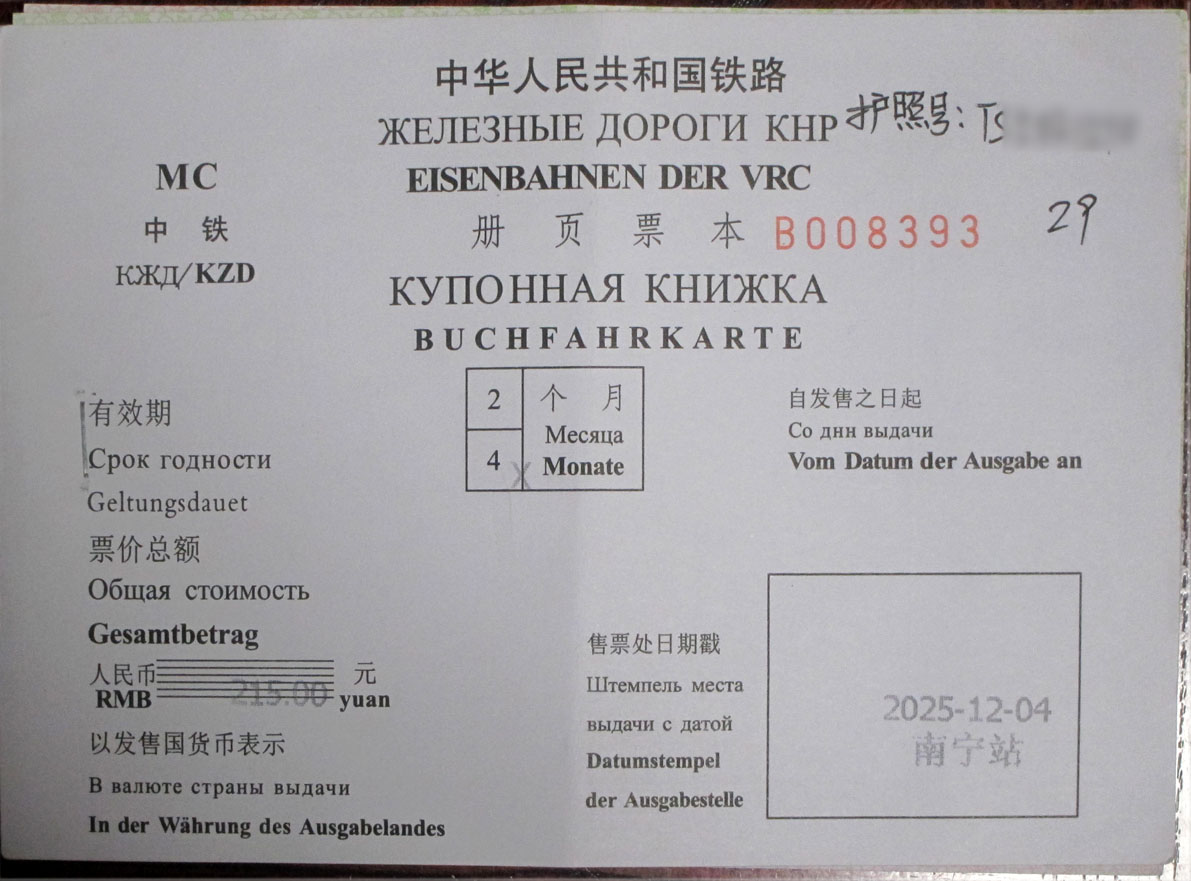 中华人民共和国铁路
ЖЕЛЕЗНЫЕ ДОРОГИ КНР
护照号: TS
EISENBAHNEN DER VRC
МС
中 铁
КЖД/KZD
册 页 票 本 B008393
29
КУПОННАЯ КНИЖКА
BUCHFAHRKARTE
有效期
Срок годности
Geltungsdauet
2
4 X
个 月
Месяца
Monate
自发售之日起
Со днн выдачи
Vom Datum der Ausgabe an
票价总额
Общая стоимость
Gesamtbetrag
人民币 元
RMB 215.00 yuan
以发售国货币表示
В валюте страны выдачи
In der Währung des Ausgabelandes
售票处日期戳
Штемпель места
выдачи с датой
Datumstempel
der Ausgabestelle
2025-12-04
南宁站